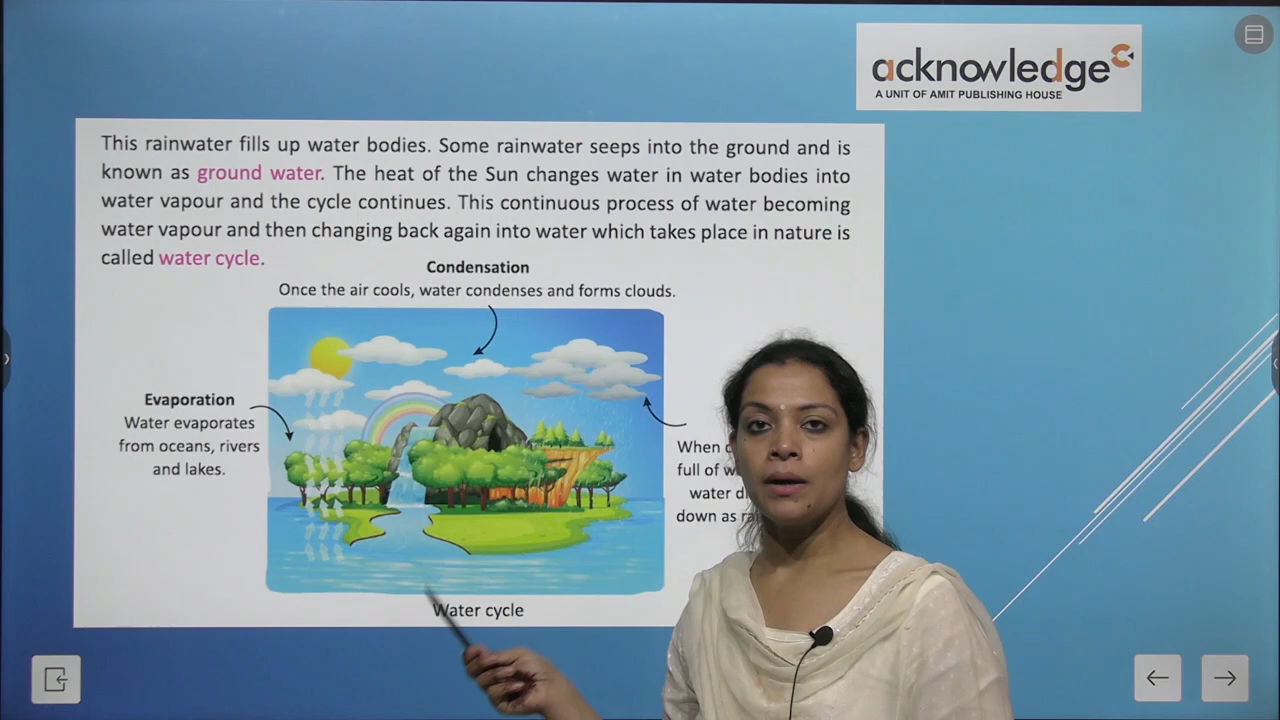 acknowledge
A UNIT OF AMIT PUBLISHING HOUSE
This rainwater fills up water bodies. Some rainwater seeps into the ground and is
known as ground water. The heat of the Sun changes water in water bodies into
water vapour and the cycle continues. This continuous process of water becoming
water vapour and then changing back again into water which takes place in nature is
called water cycle.
Condensation
Once the air cools, water condenses and forms clouds.
Evaporation
Water evaporates
from oceans, rivers
and lakes.
When
full of
water
down as
Water cycle